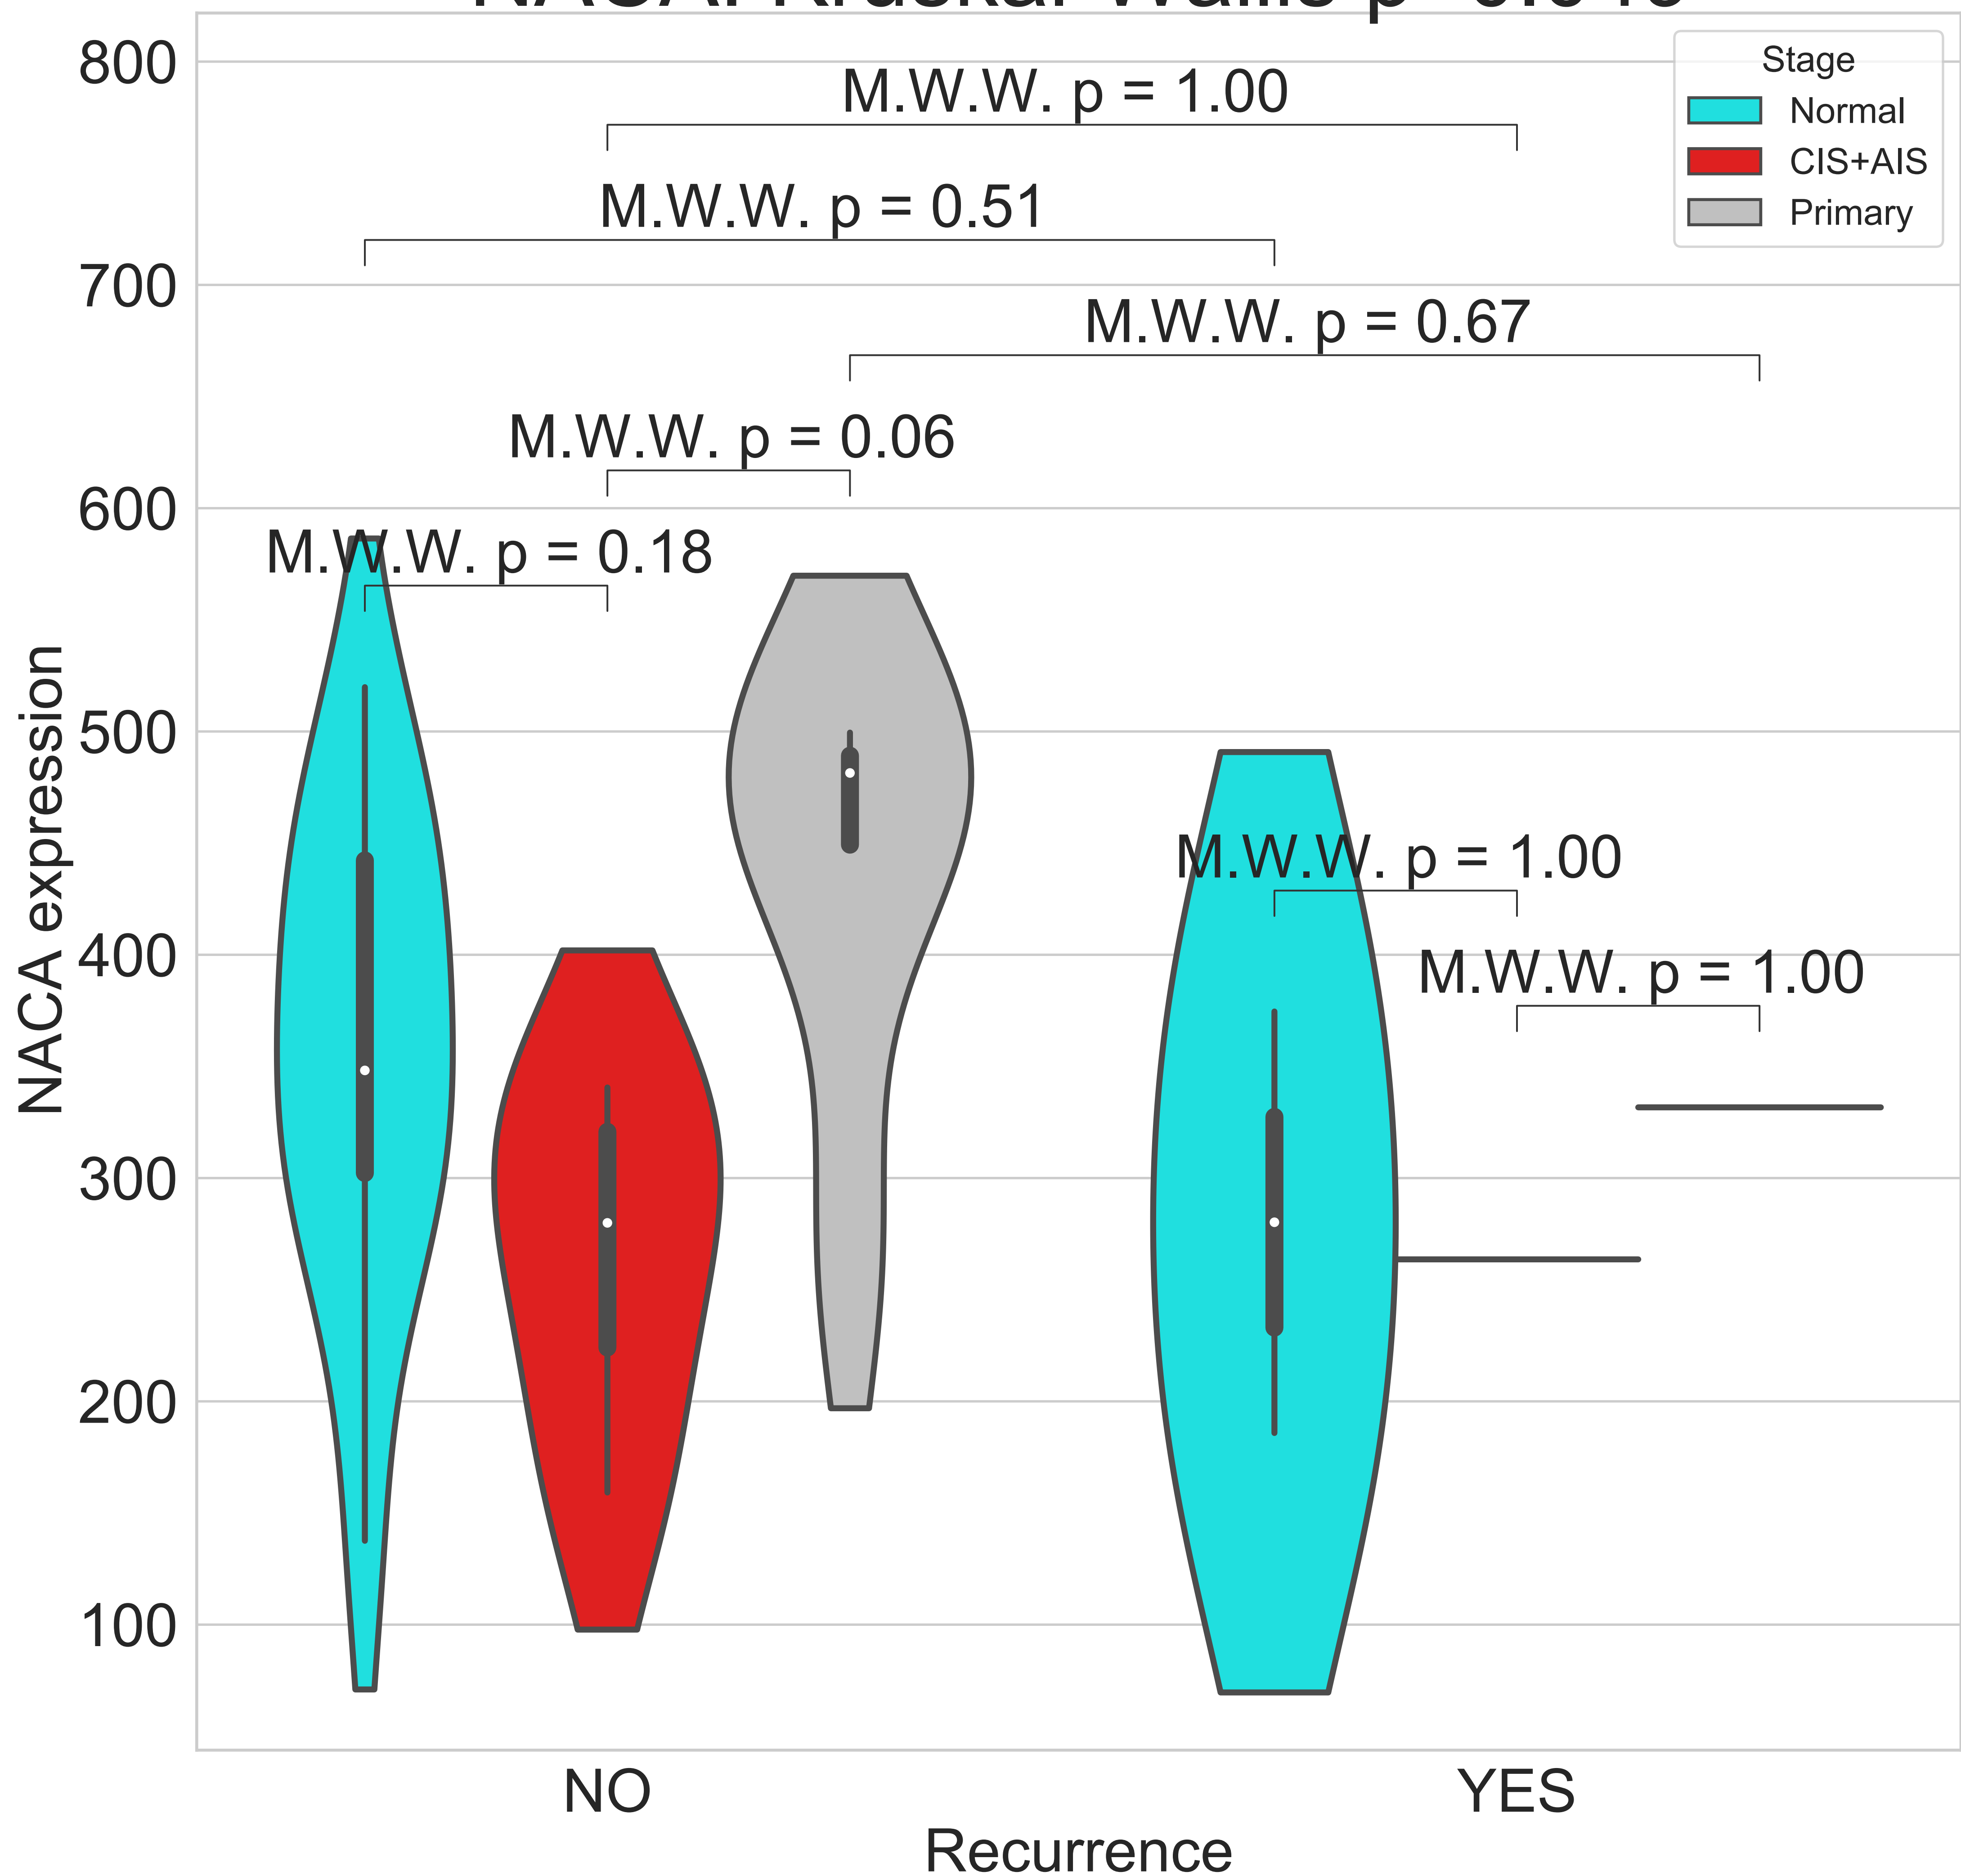 800
700
600
500
400
300
200
100
NACA expression
M.W.W. p = 1.00
M.W.W. p = 0.51
M.W.W. p = 0.67
M.W.W. p = 0.06
M.W.W. p = 0.18
M.W.W. p = 1.00
M.W.W. p = 1.00
Stage
Normal
CIS+AIS
Primary
NO
YES
Recurrence